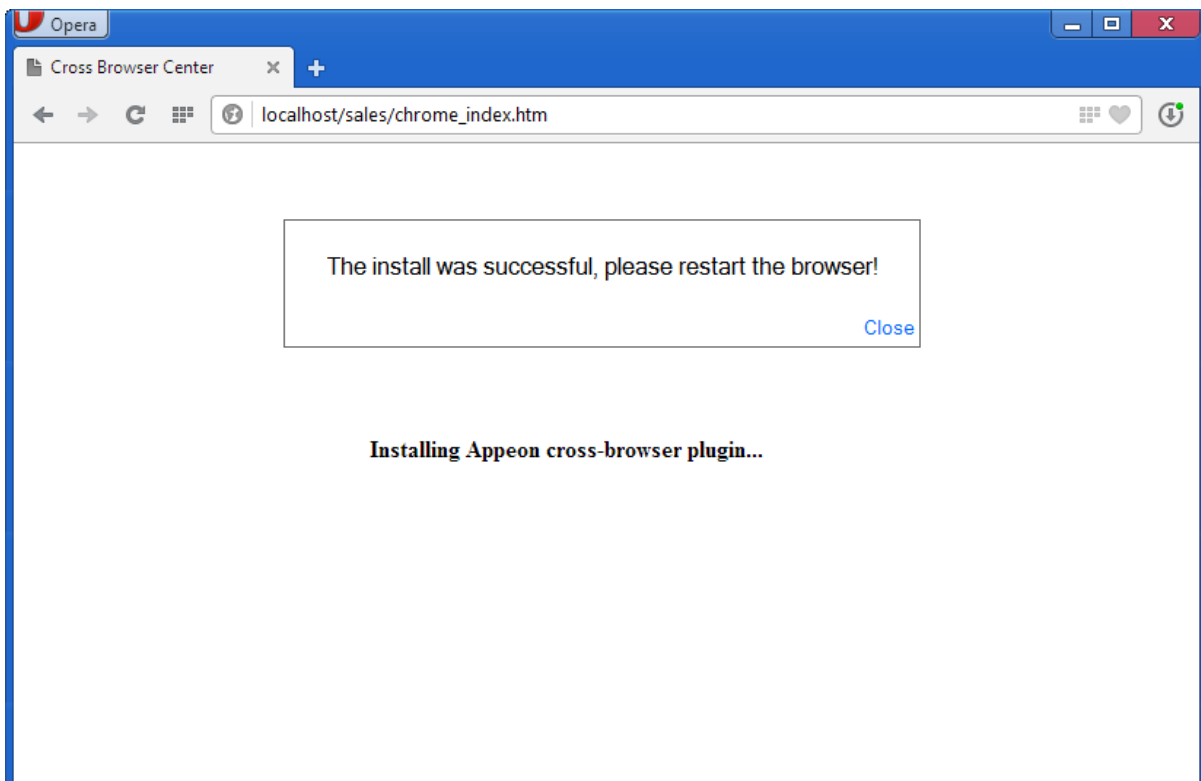 Opera
Cross Browser Center
localhost/sales/chrome_index.htm
The install was successful, please restart the browser!
Close
Installing Appeon cross-browser plugin...